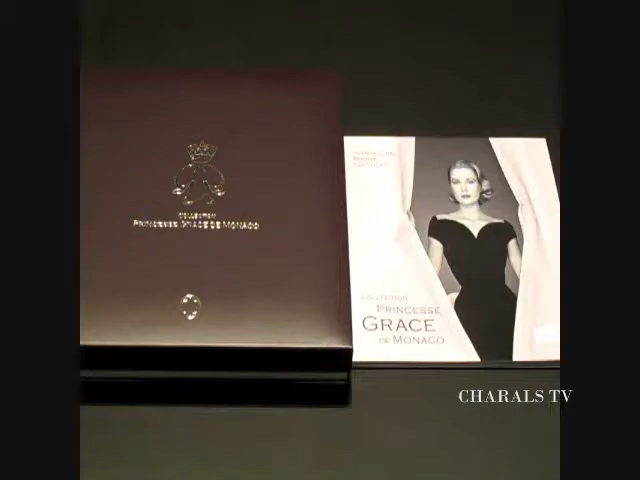 COLLECTION
PRINCESSE GRACE DE MONACO
COLLECTION
PRINCESSE
GRACE
DE MONACO
CHARALS TV